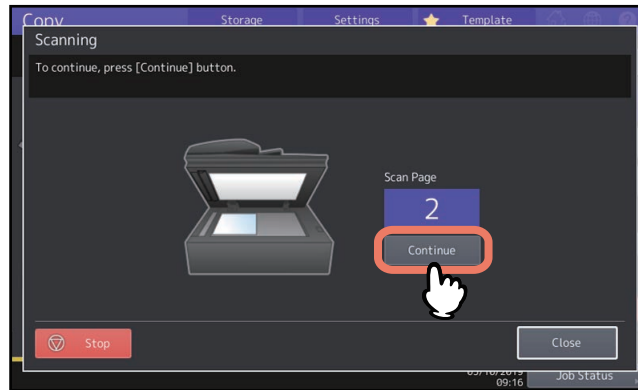 Copy Storage Settings Template
Scanning
To continue, press [Continue] button.
Scan Page
2
Continue
Stop
Close
09:16
Job Status